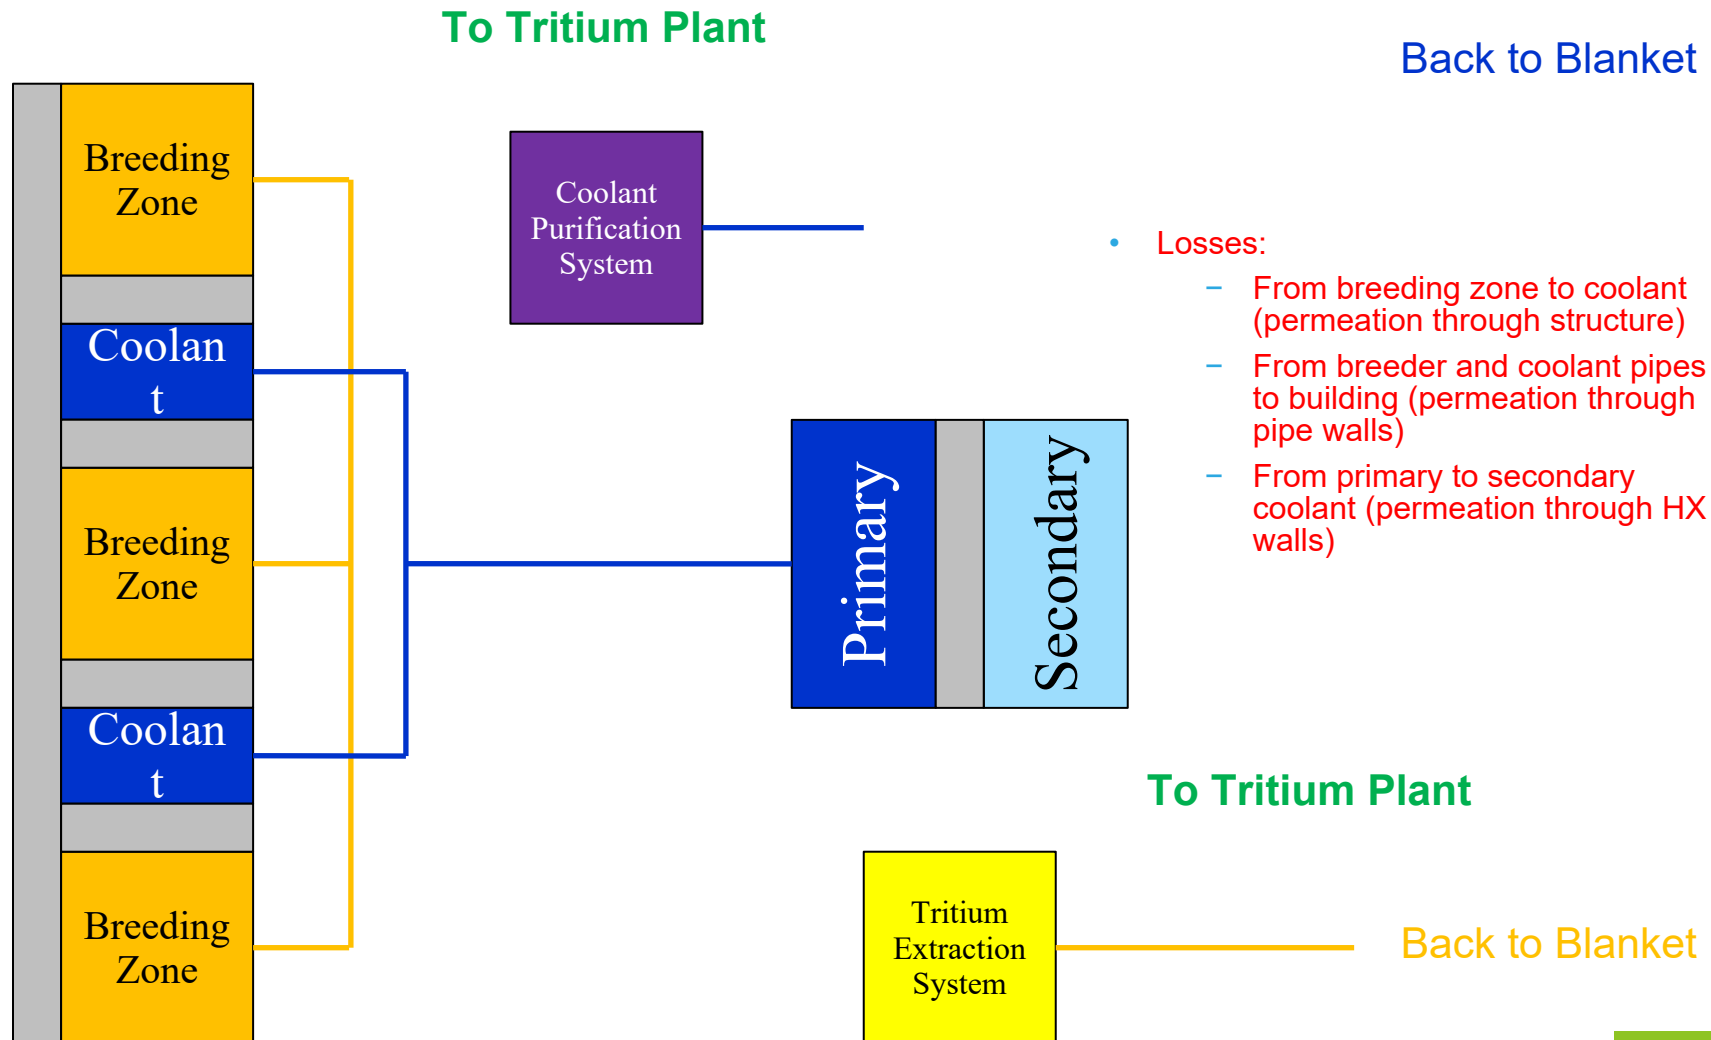 To Tritium Plant
Back to Blanket
Breeding
Zone
Coolant
Purification
System
Coolan
t
Breeding
Zone
Coolan
t
Breeding
Zone
Primary
Secondary
• Losses:
– From breeding zone to coolant
(permeation through structure)
– From breeder and coolant pipes
to building (permeation through
pipe walls)
– From primary to secondary
coolant (permeation through HX
walls)
To Tritium Plant
Tritium
Extraction
System
Back to Blanket